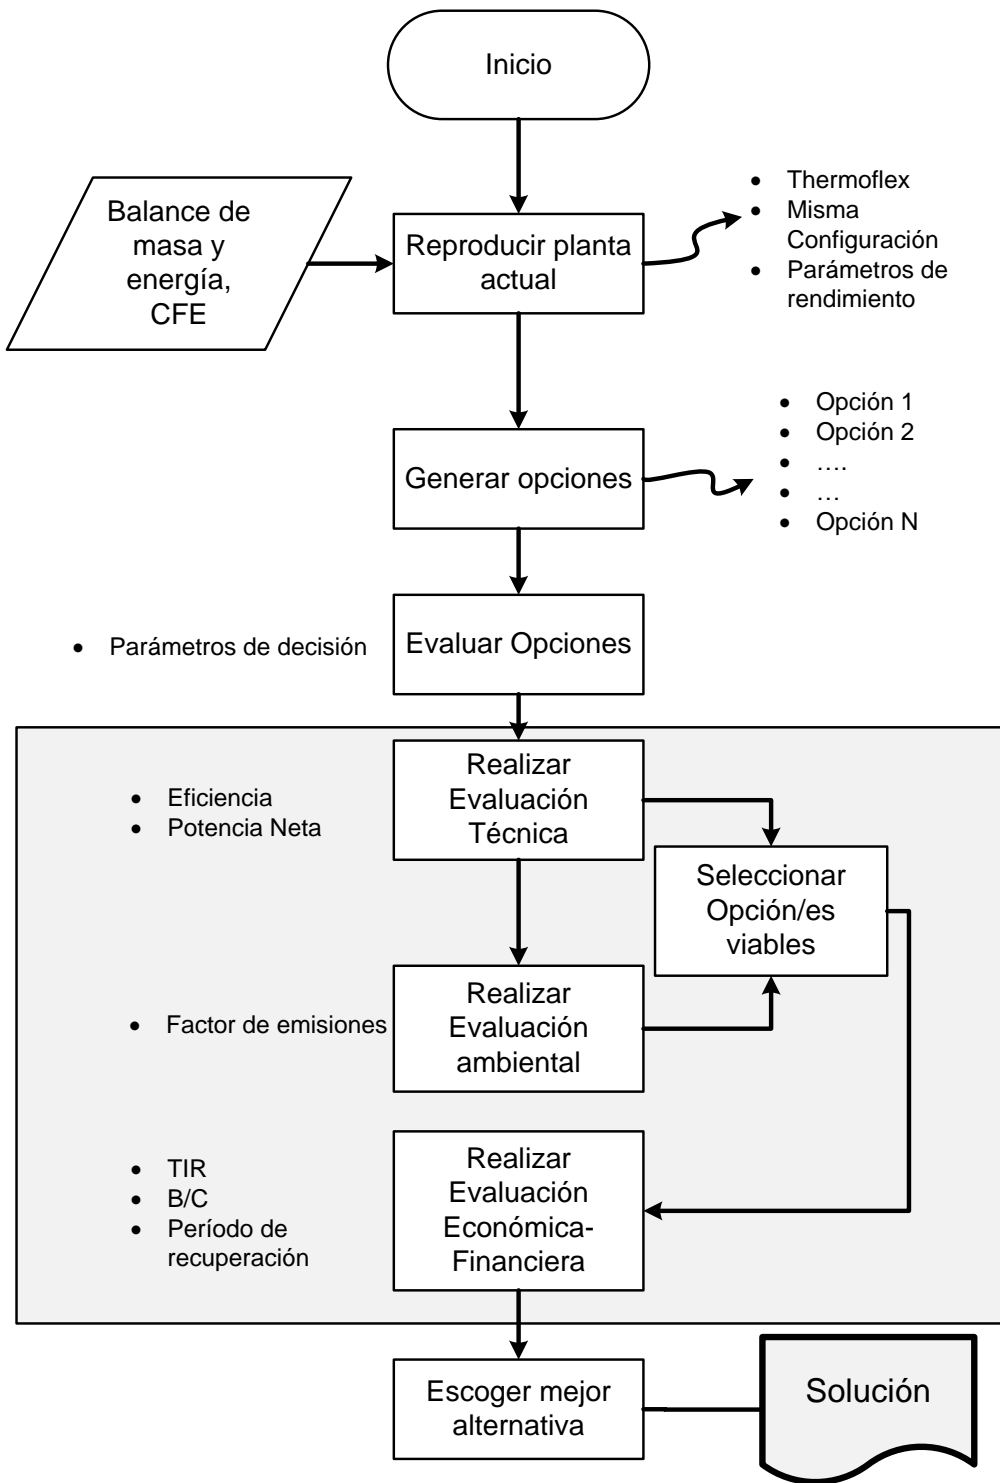 Inicio
Balance de
masa y
energía,
CFE
Reproducir planta
actual
• Thermoflex
• Misma
Configuración
• Parámetros de
rendimiento
Generar opciones
• Opción 1
• Opción 2
• ….
• …
• Opción N
• Parámetros de decisión
Evaluar Opciones
• Eficiencia
• Potencia Neta
Realizar
Evaluación
Técnica
Seleccionar
Opción/es
viables
• Factor de emisiones
Realizar
Evaluación
ambiental
• TIR
• B/C
• Período de
recuperación
Realizar
Evaluación
Económica-
Financiera
Escoger mejor
alternativa
Solución